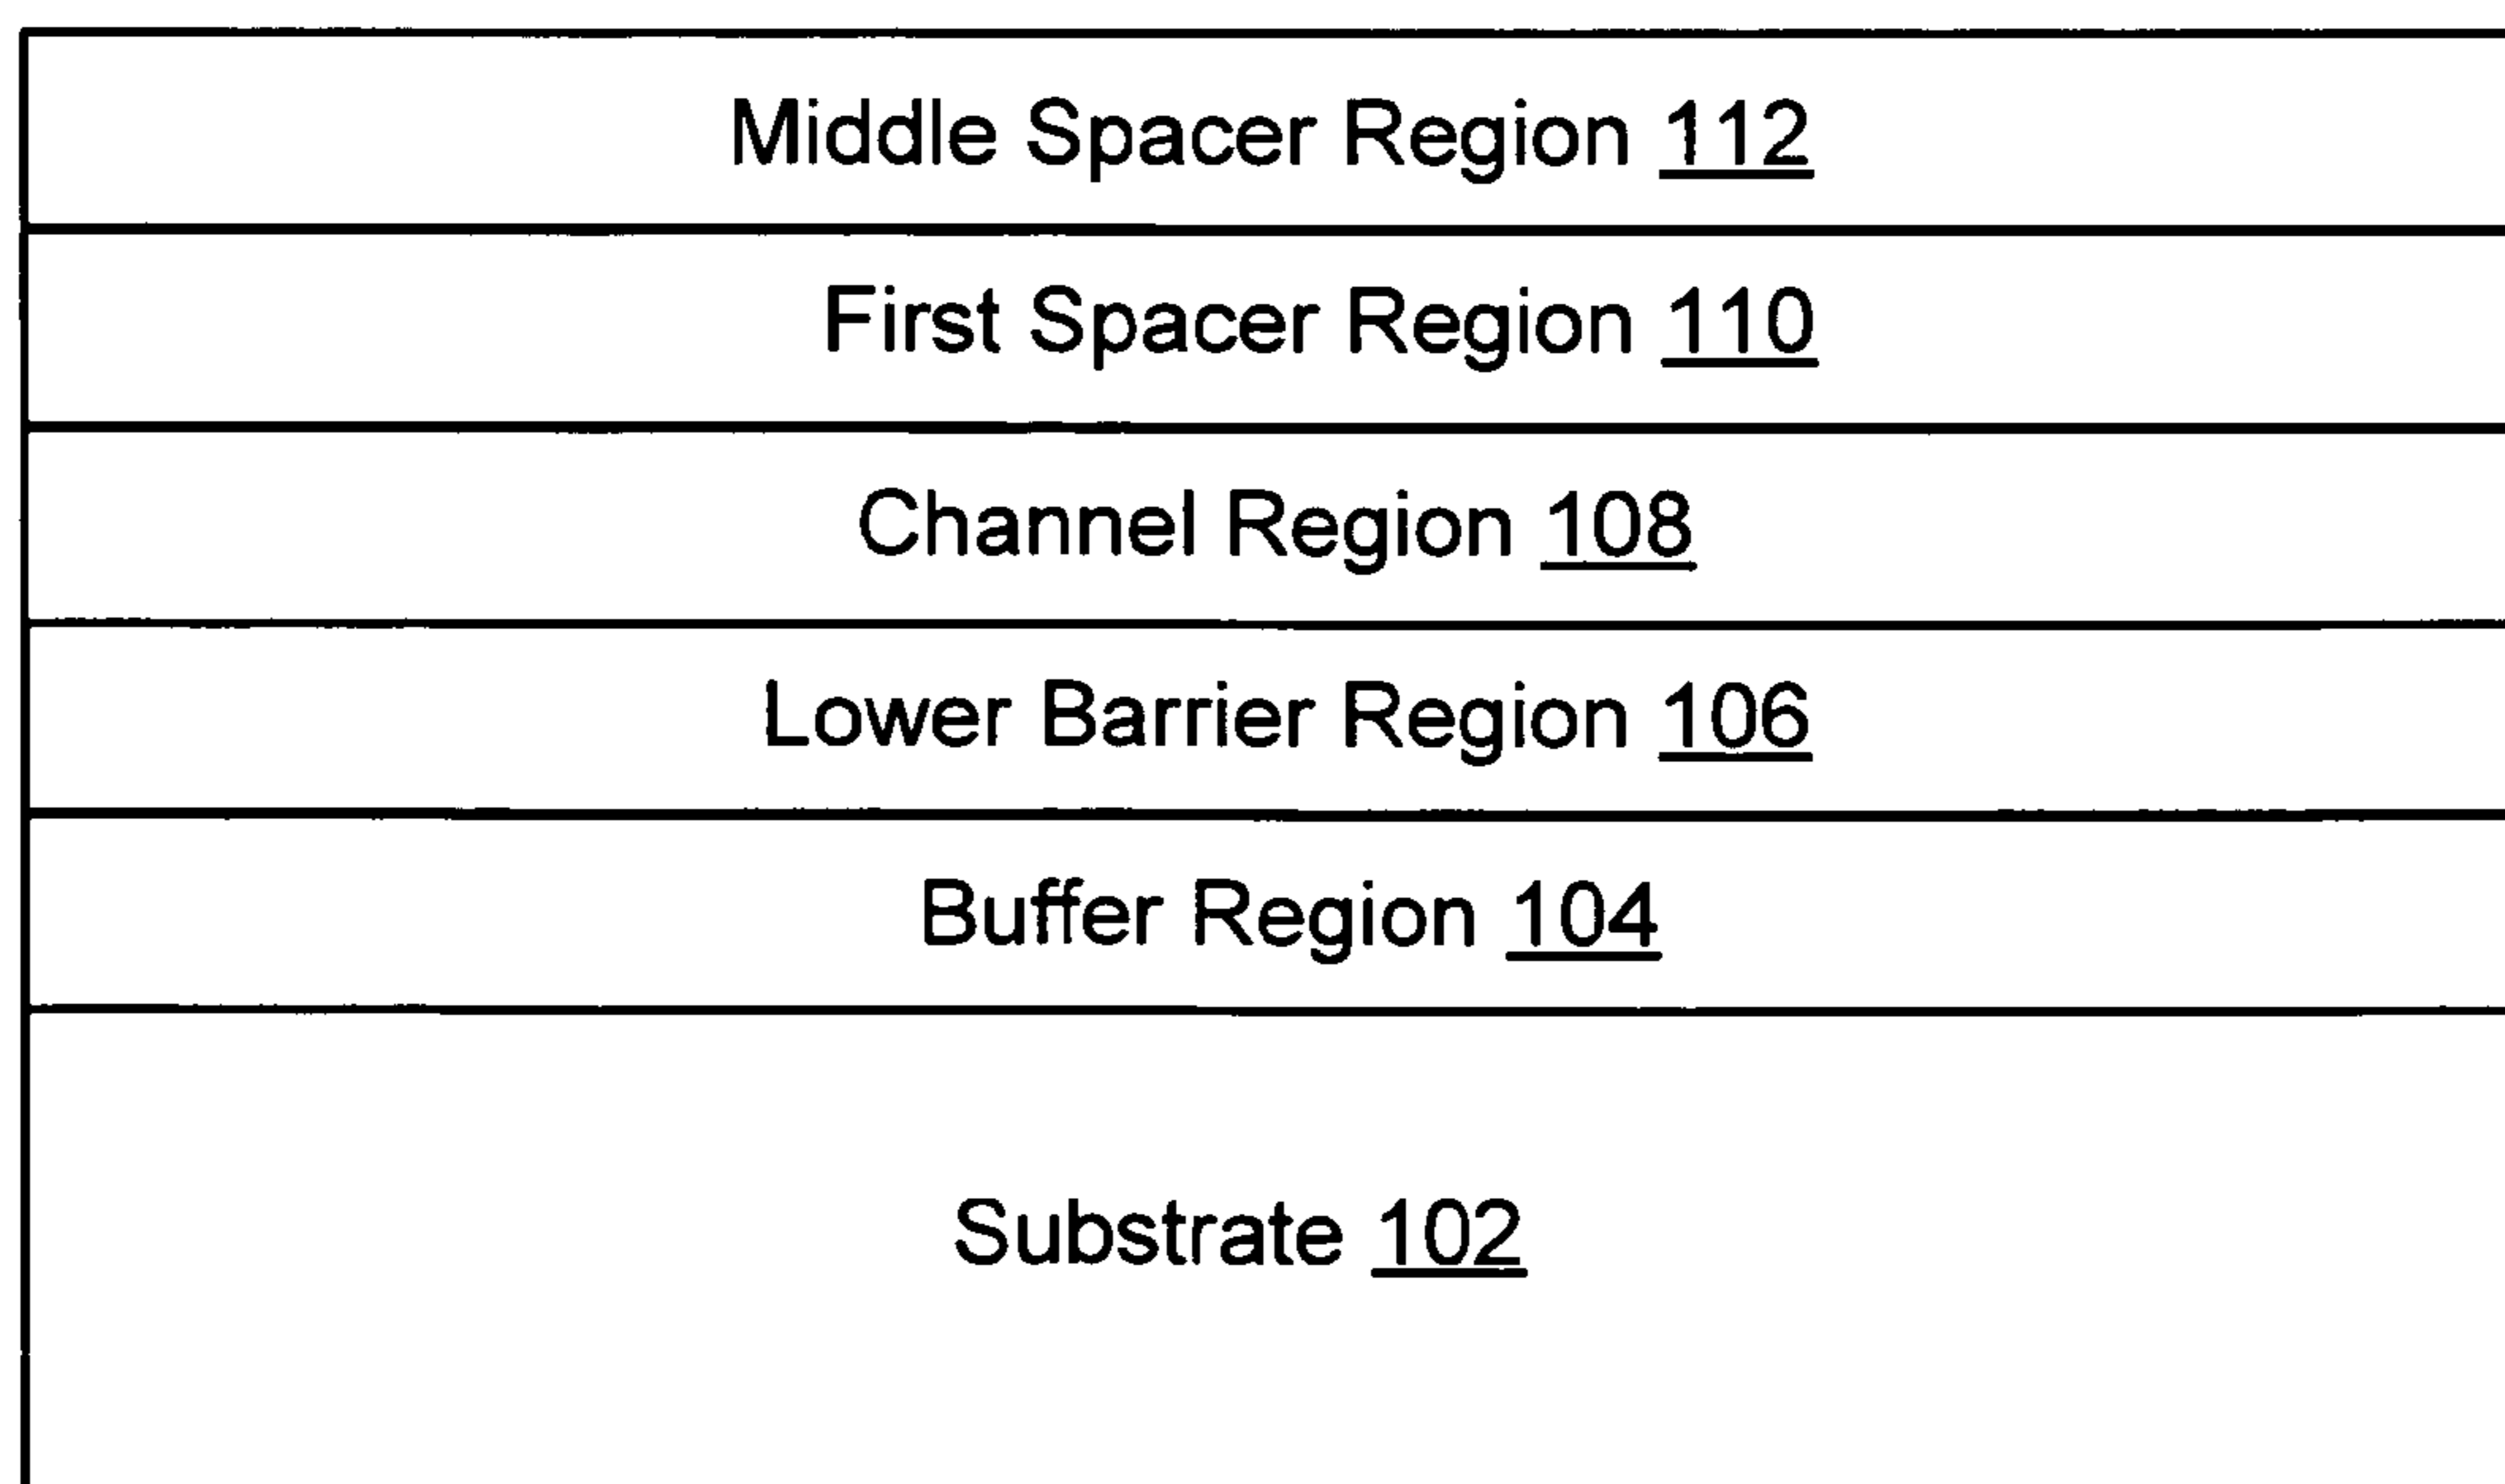 Middle Spacer Region 112
First Spacer Region 110
Channel Region 108
Lower Barrier Region 106
Buffer Region 104
Substrate 102